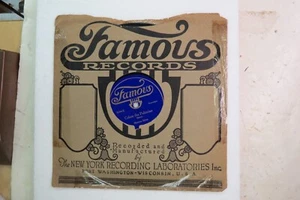 Famous
RECORDS
Famous
Recorded and
Manufactured
by
The NEW YORK RECORDING LABORATORIES Inc.
PORT WASHINGTON - WISCONSIN, U.S.A.